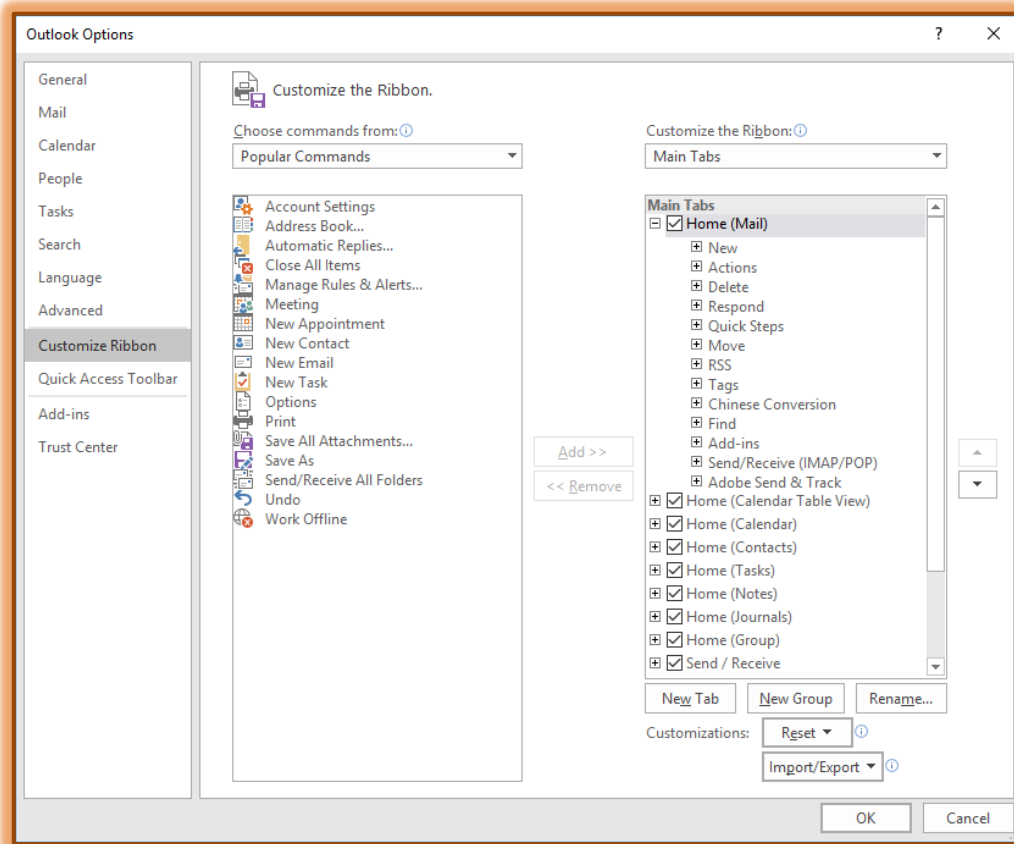 Outlook Options
?
General
Mail
Calendar
People
Tasks
Search
Language
Advanced
Customize Ribbon
Quick Access Toolbar
Add-ins
Trust Center
Customize the Ribbon.
Choose commands from:
Popular Commands
Account Settings
Address Book...
Automatic Replies...
Close All Items
Manage Rules & Alerts...
Meeting
New Appointment
New Contact
New Email
New Task
Options
Print
Save All Attachments...
Save As
Send/Receive All Folders
Undo
Work Offline
Add >>
<< Remove
Customize the Ribbon:
Main Tabs
Main Tabs
Home (Mail)
New
Actions
Delete
Respond
Quick Steps
Move
RSS
Tags
Chinese Conversion
Find
Add-ins
Send/Receive (IMAP/POP)
Adobe Send & Track
Home (Calendar Table View)
Home (Calendar)
Home (Contacts)
Home (Tasks)
Home (Notes)
Home (Journals)
Home (Group)
Send / Receive
New Tab New Group Rename...
Customizations: Reset
Import/Export
OK Cancel